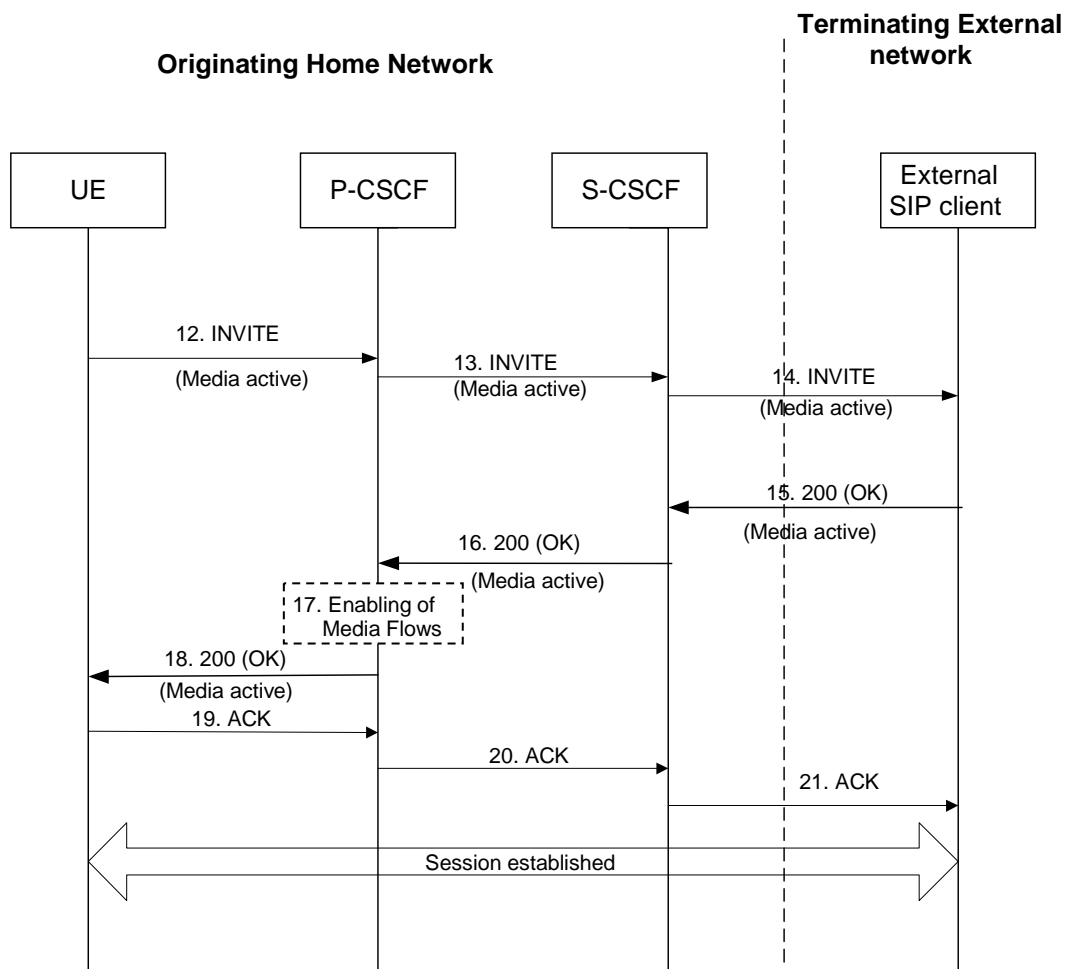 Terminating External
network
Originating Home Network
UE
P-CSCF
S-CSCF
External
SIP client
12. INVITE
(Media active)
13. INVITE
(Media active)
14. INVITE
(Media active)
15. 200 (OK)
(Media active)
16. 200 (OK)
(Media active)
17. Enabling of
Media Flows
18. 200 (OK)
(Media active)
19. ACK
20. ACK
21. ACK
Session established